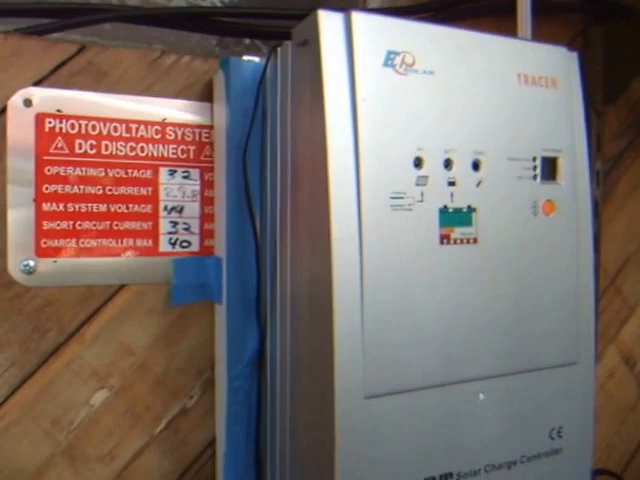 PHOTOVOLTAIC SYSTE
DC DISCONNECT
OPERATING VOLTAGE 32
OPERATING CURRENT
MAX SYSTEM VOLTAGE 44
SHORT CIRCUIT CURRENT 32
CHARGE CONTROLLER MAX 40
TRACER
CE
Solar Charge Controller